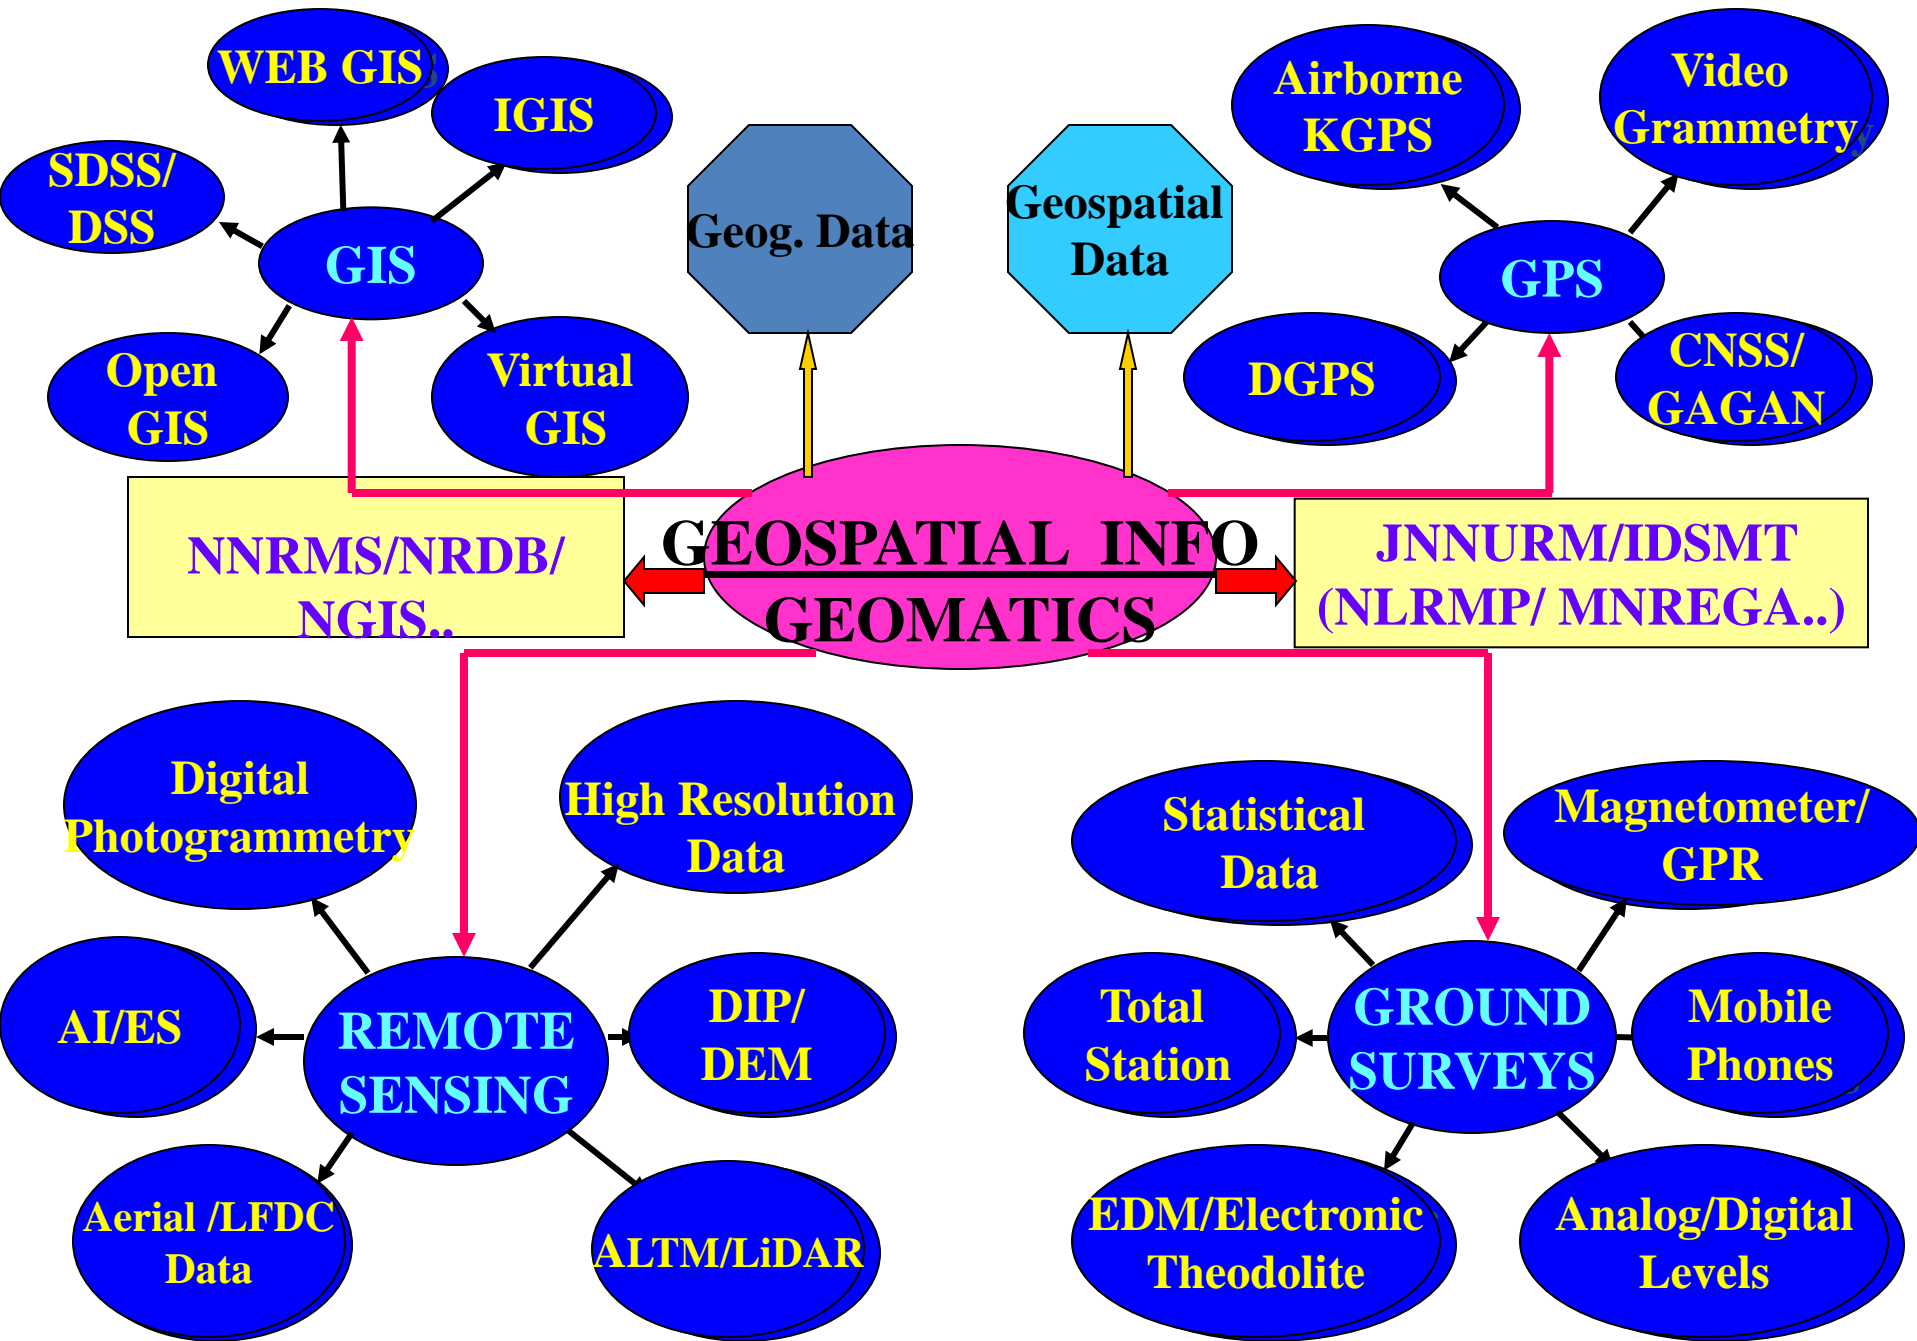 WEB GIS
IGIS
SDSS/
DSS
GIS
Open
GIS
Virtual
GIS
Geog. Data
Geospatial
Data
Airborne
KGPS
Video
Grammetry
GPS
DGPS
CNSS/
GAGAN
NNRMS/NRDB/
NGIS..
GEOSPATIAL INFO
GEOMATICS
JNNURM/IDSMT
(NLRMP/ MNREGA..)
Digital
Photogrammetry
High Resolution
Data
AI/ES
REMOTE
SENSING
DIP/
DEM
Aerial /LFDC
Data
ALTM/LiDAR
Statistical
Data
Magnetometer/
GPR
Total
Station
GROUND
SURVEYS
Mobile
Phones
EDM/Electronic
Theodolite
Analog/Digital
Levels